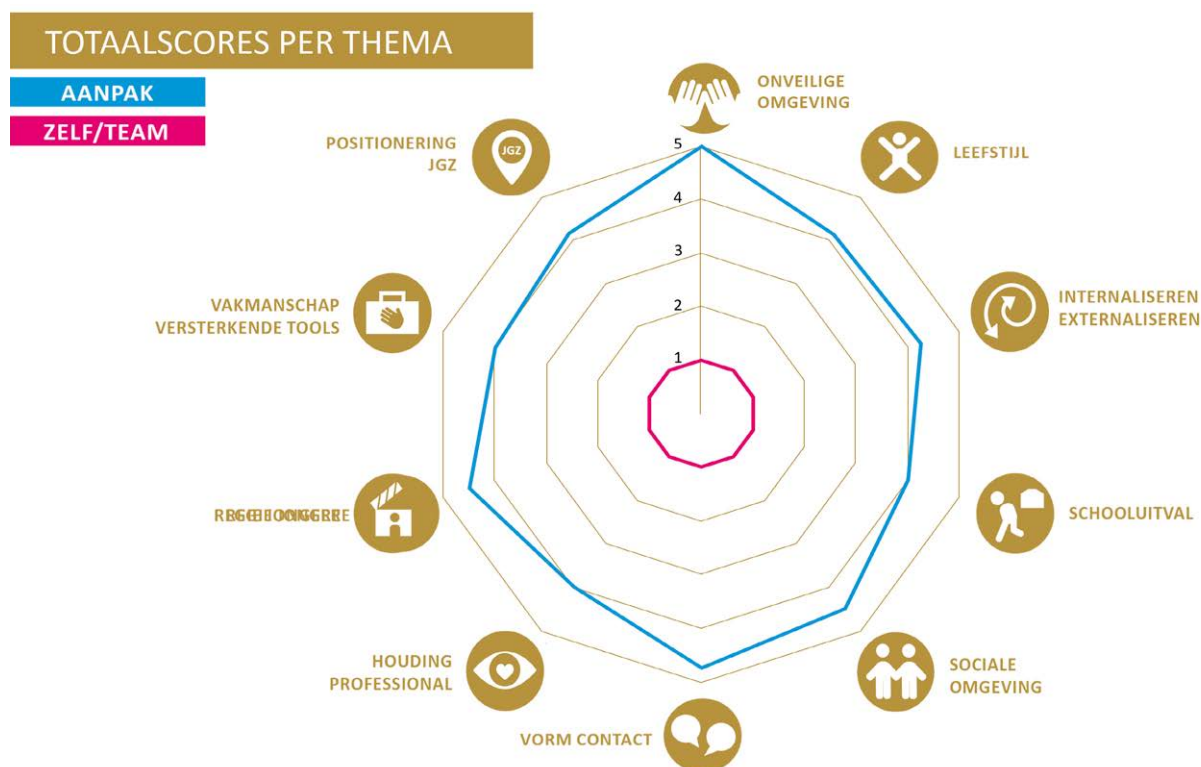 TOTAALSCORES PER THEMA
AANPAK
ZELF/TEAM
ONVEILIGE
OMGEVING
LEEFSTIJL
INTERNALISEREN
EXTERNALISEREN
SCHOOLUITVAL
SOCIALE
OMGEVING
VORM CONTACT
HOUDING
PROFESSIONAL
VAKMANSCHAP
VERSTERKENDE TOOLS
POSITIONERING
JGZ
JGZ
5
4
3
2
1